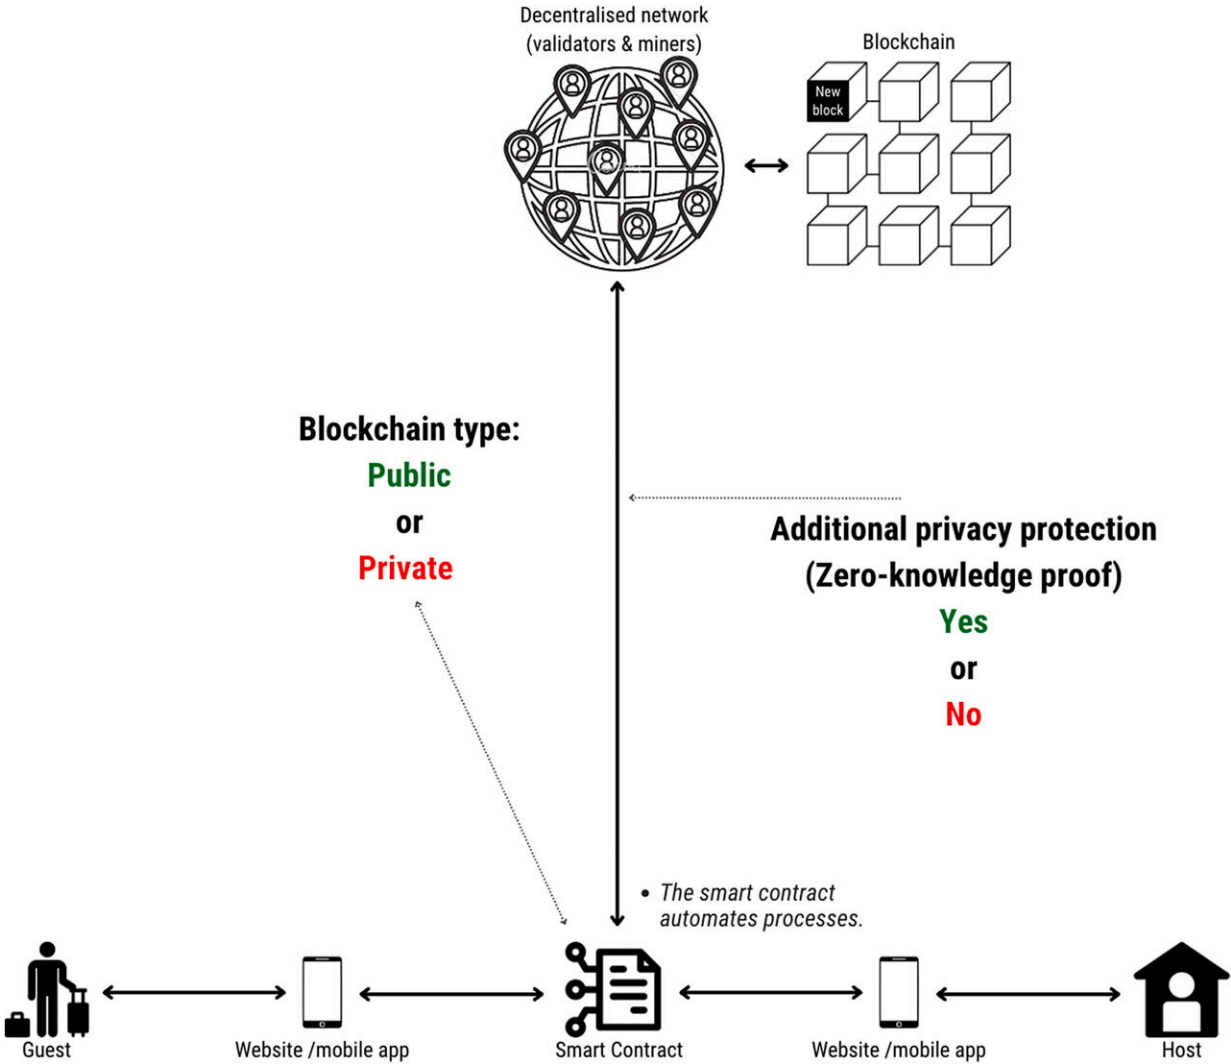 Decentralised network
(validators & miners)
Blockchain
New
block
Blockchain type:
Public
or
Private
Additional privacy protection
(Zero-knowledge proof)
Yes
or
No
• The smart contract
automates processes.
Guest
Website /mobile app
Smart Contract
Website /mobile app
Host